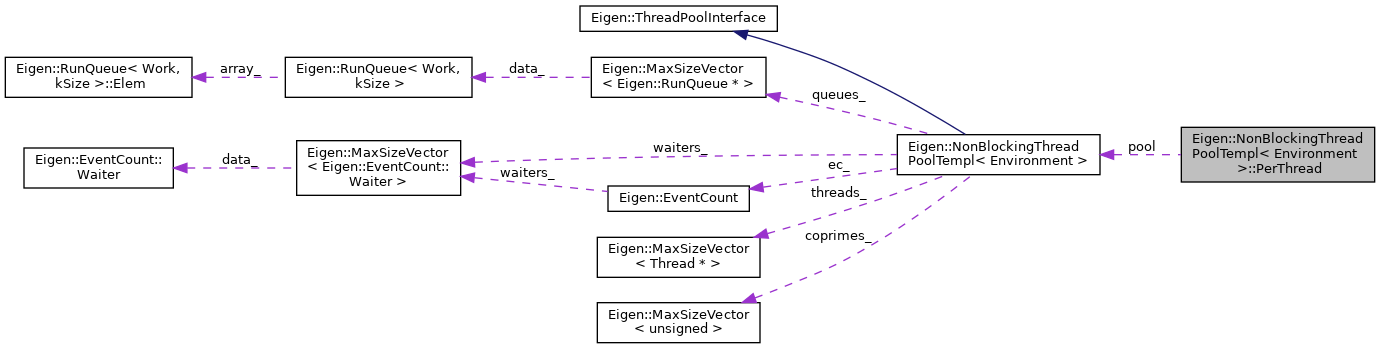 Eigen::ThreadPoolInterface
Eigen::RunQueue< Work,
kSize >::Elem
array_
Eigen::RunQueue< Work,
kSize >
data_
Eigen::MaxSizeVector
< Eigen::RunQueue * >
queues_
Eigen::EventCount::
Waiter
data_
Eigen::MaxSizeVector
< Eigen::EventCount::
Waiter >
waiters_
waiters_
Eigen::EventCount
ec_
Eigen::NonBlockingThread
PoolTempl< Environment >
pool
Eigen::NonBlockingThread
PoolTempl< Environment
>::PerThread
threads_
Eigen::MaxSizeVector
< Thread * >
coprimes_
Eigen::MaxSizeVector
< unsigned >